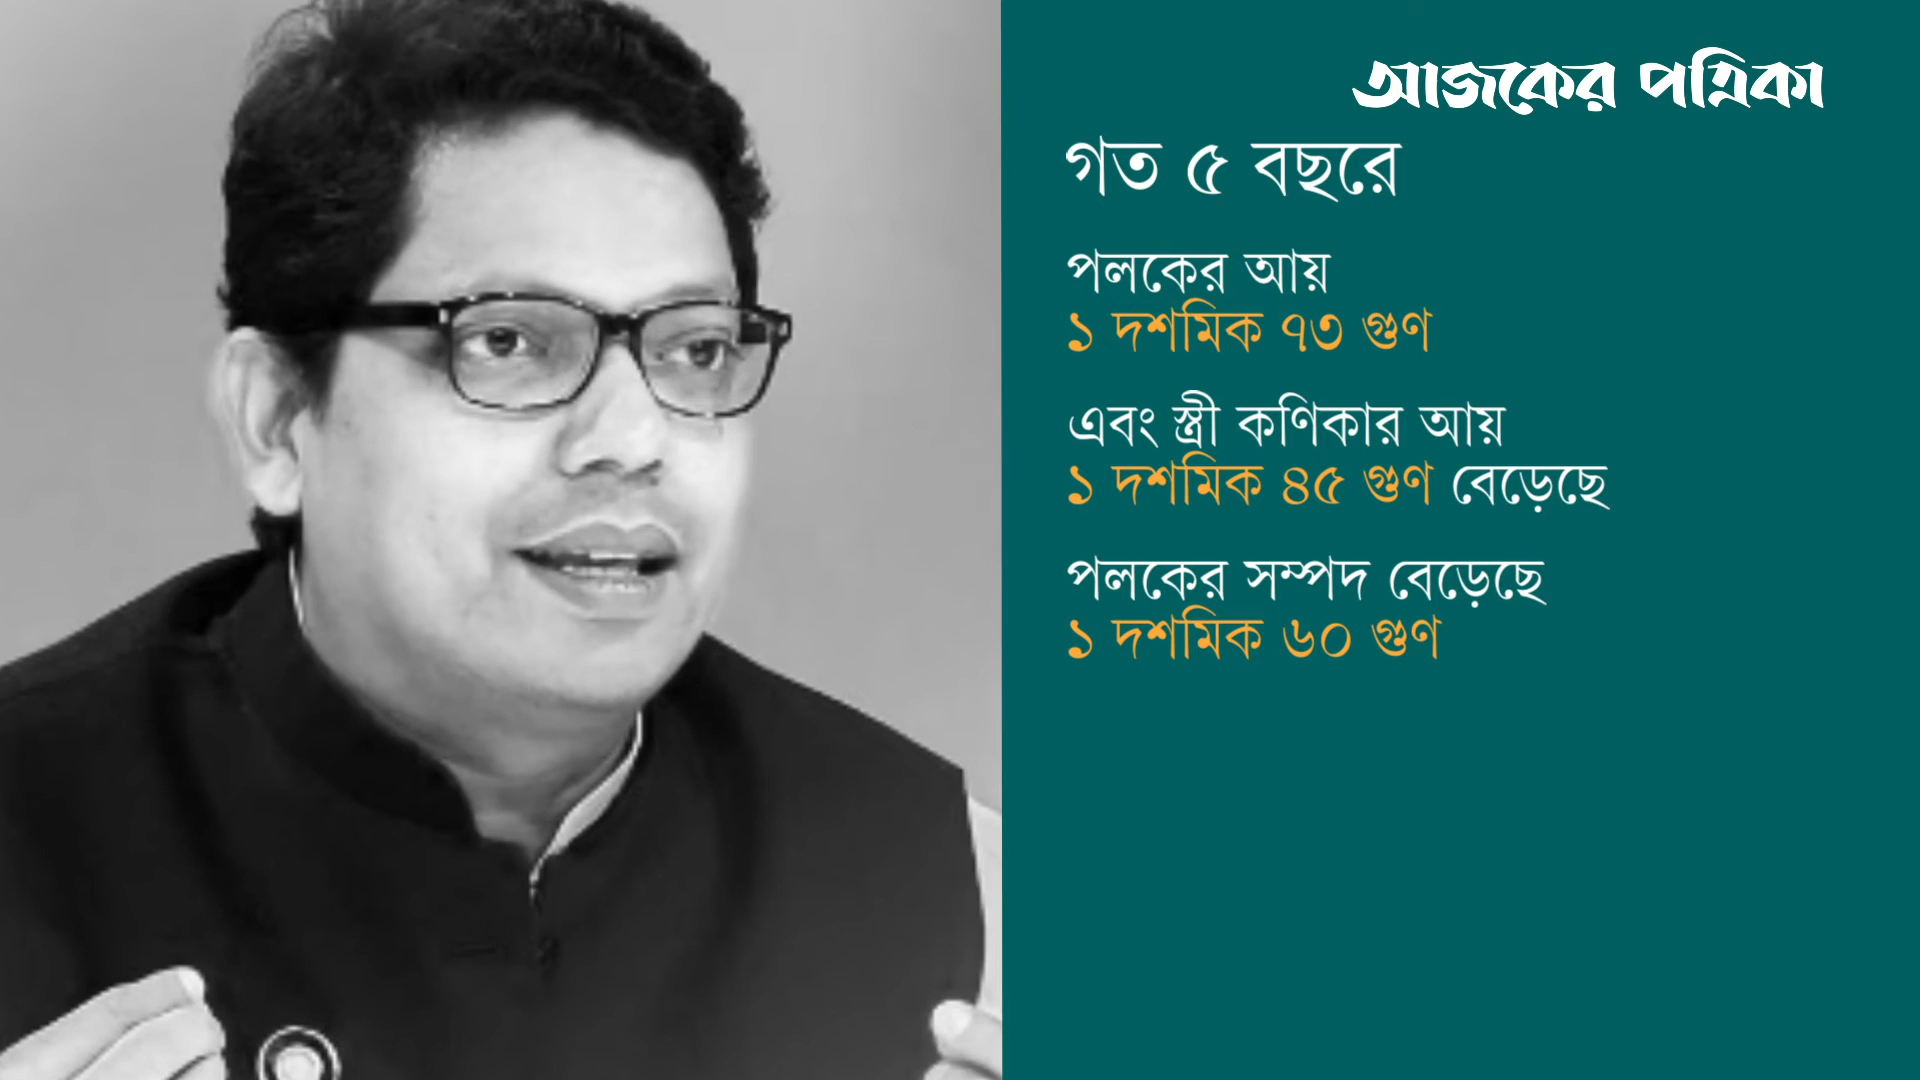 আজকের পত্রিকা
গত ৫ বছরে
পলকের আয়
১ দশমিক ৭৩ গুণ
এবং স্ত্রী কণিকার আয়
১ দশমিক ৪৫ গুণ বেড়েছে
পলকের সম্পদ বেড়েছে
১ দশমিক ৬০ গুণ